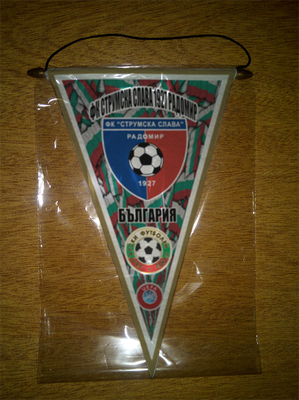 ФК СТРУМСКА СЛАВА 1927 РАДОМИР
ФК "СТРУМСКА СЛАВА"
РАДОМИР
1927
БЪЛГАРИЯ